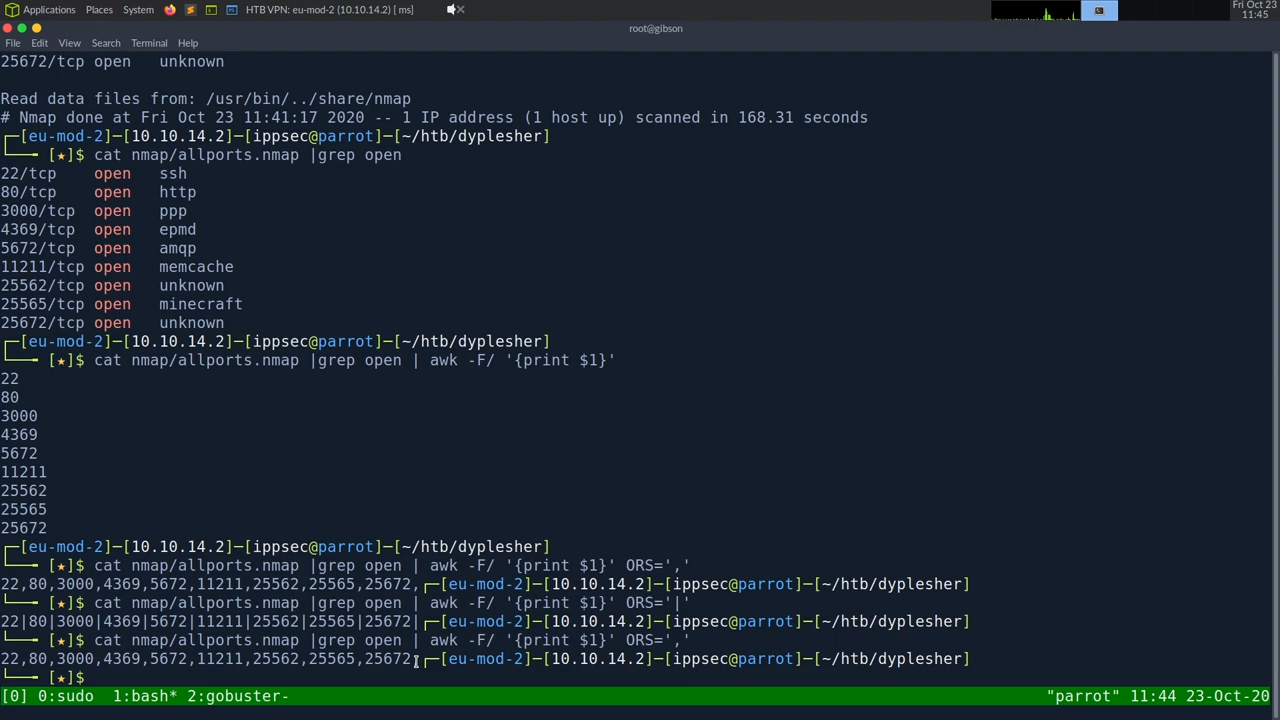 Applications Places System HTB VPN: eu-mod-2 (10.10.14.2) [ ms] Fri Oct 23
11:45
root@gibson
File Edit View Search Terminal Help
25672/tcp open   unknown
Read data files from: /usr/bin/../share/nmap
# Nmap done at Fri Oct 23 11:41:17 2020 -- 1 IP address (1 host up) scanned in 168.31 seconds
┌─[eu-mod-2]─[10.10.14.2]─[ippsec@parrot]─[~/htb/dyplesher]
└──╼ [★]$ cat nmap/allports.nmap |grep open
22/tcp    open   ssh
80/tcp    open   http
3000/tcp  open   ppp
4369/tcp  open   epmd
5672/tcp  open   amqp
11211/tcp open   memcache
25562/tcp open   unknown
25565/tcp open   minecraft
25672/tcp open   unknown
┌─[eu-mod-2]─[10.10.14.2]─[ippsec@parrot]─[~/htb/dyplesher]
└──╼ [★]$ cat nmap/allports.nmap |grep open | awk -F/ '{print $1}'
22
80
3000
4369
5672
11211
25562
25565
25672
┌─[eu-mod-2]─[10.10.14.2]─[ippsec@parrot]─[~/htb/dyplesher]
└──╼ [★]$ cat nmap/allports.nmap |grep open | awk -F/ '{print $1}' ORS=','
22,80,3000,4369,5672,11211,25562,25565,25672,┌─[eu-mod-2]─[10.10.14.2]─[ippsec@parrot]─[~/htb/dyplesher]
└──╼ [★]$ cat nmap/allports.nmap |grep open | awk -F/ '{print $1}' ORS='|'
22|80|3000|4369|5672|11211|25562|25565|25672|┌─[eu-mod-2]─[10.10.14.2]─[ippsec@parrot]─[~/htb/dyplesher]
└──╼ [★]$ cat nmap/allports.nmap |grep open | awk -F/ '{print $1}' ORS=','
22,80,3000,4369,5672,11211,25562,25565,25672,┌─[eu-mod-2]─[10.10.14.2]─[ippsec@parrot]─[~/htb/dyplesher]
└──╼ [★]$
[0] 0:sudo  1:bash* 2:gobuster- "parrot" 11:44 23-Oct-20